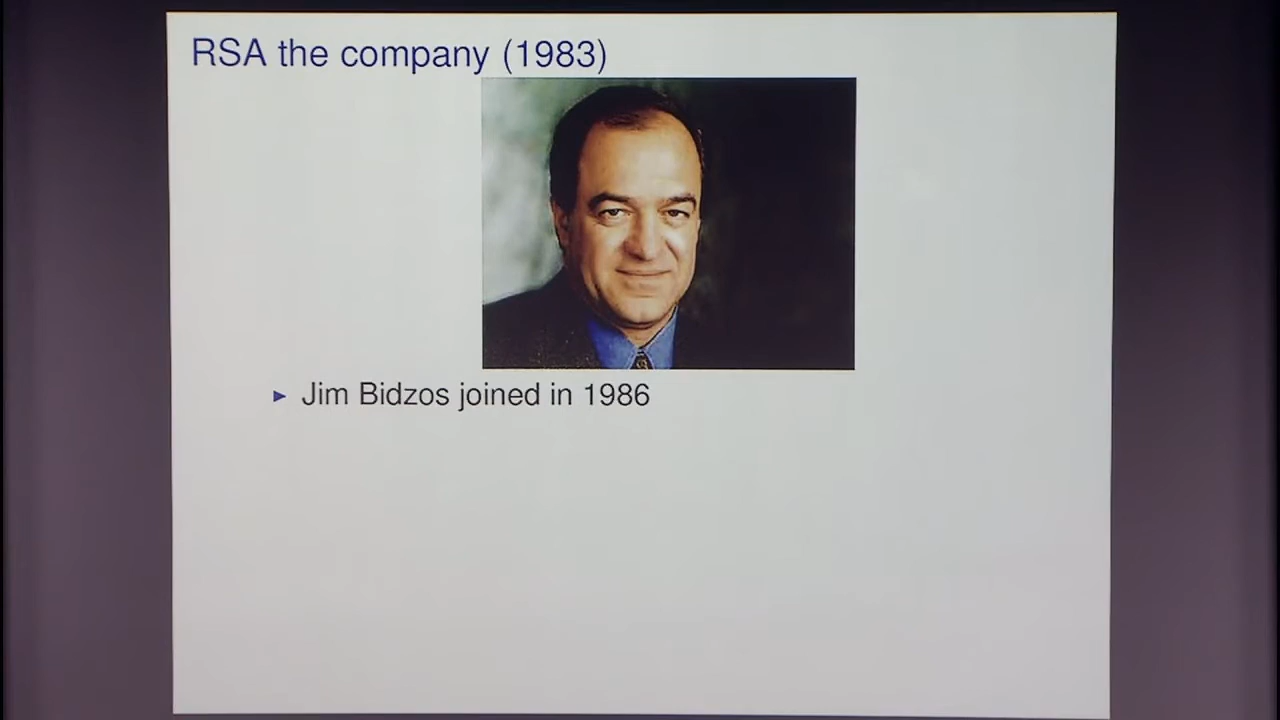 RSA the company (1983)
► Jim Bidzos joined in 1986